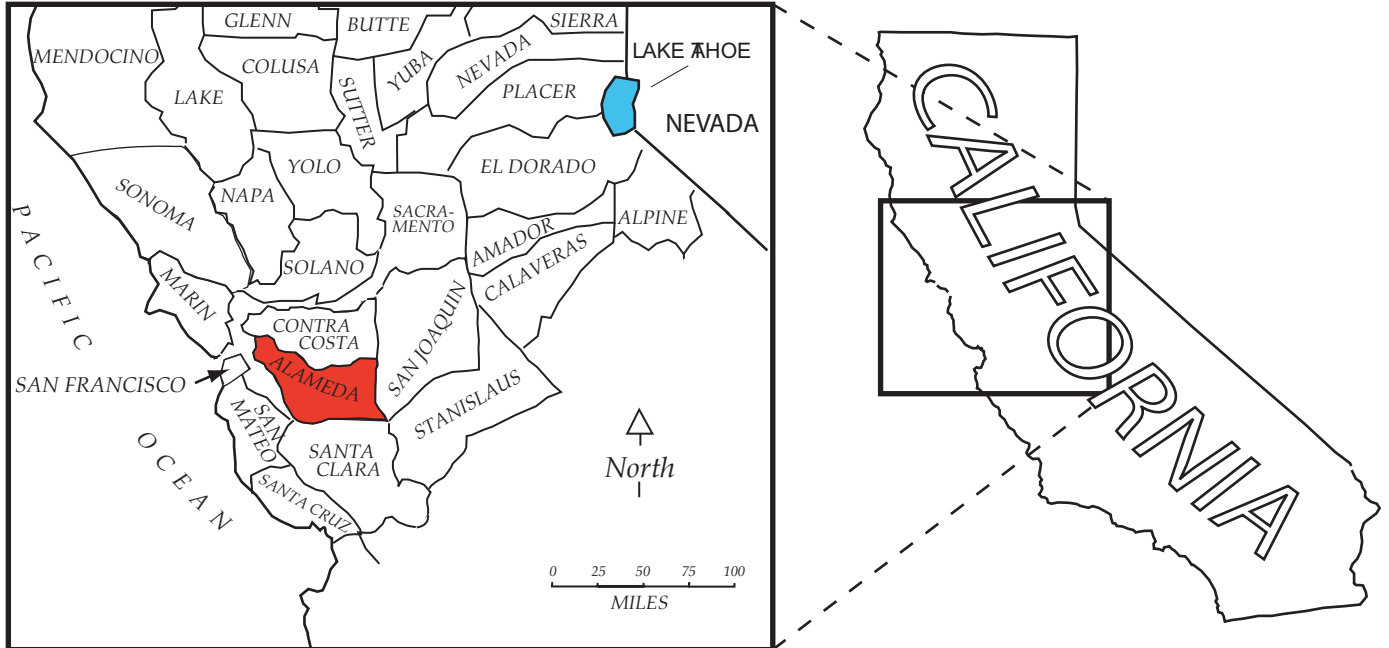 GLENN
BUTTE
SIERRA
MENDOCINO
COLUSA
YUBA
NEVADA
LAKE TAHOE
LAKE
SUTTER
PLACER
NEVADA
YOLO
EL DORADO
SONOMA
NAPA
SACRA-
MENTO
AMADOR
ALPINE
SOLANO
CALAVERAS
MARIN
CONTRA
COSTA
SAN JOAQUIN
ALAMEDA
SAN FRANCISCO
STANISLAUS
SAN
MATEO
SANTA
CLARA
SANTA CRUZ
PACIFIC
OCEAN
North
0 25 50 75 100
MILES
CALIFORNIA